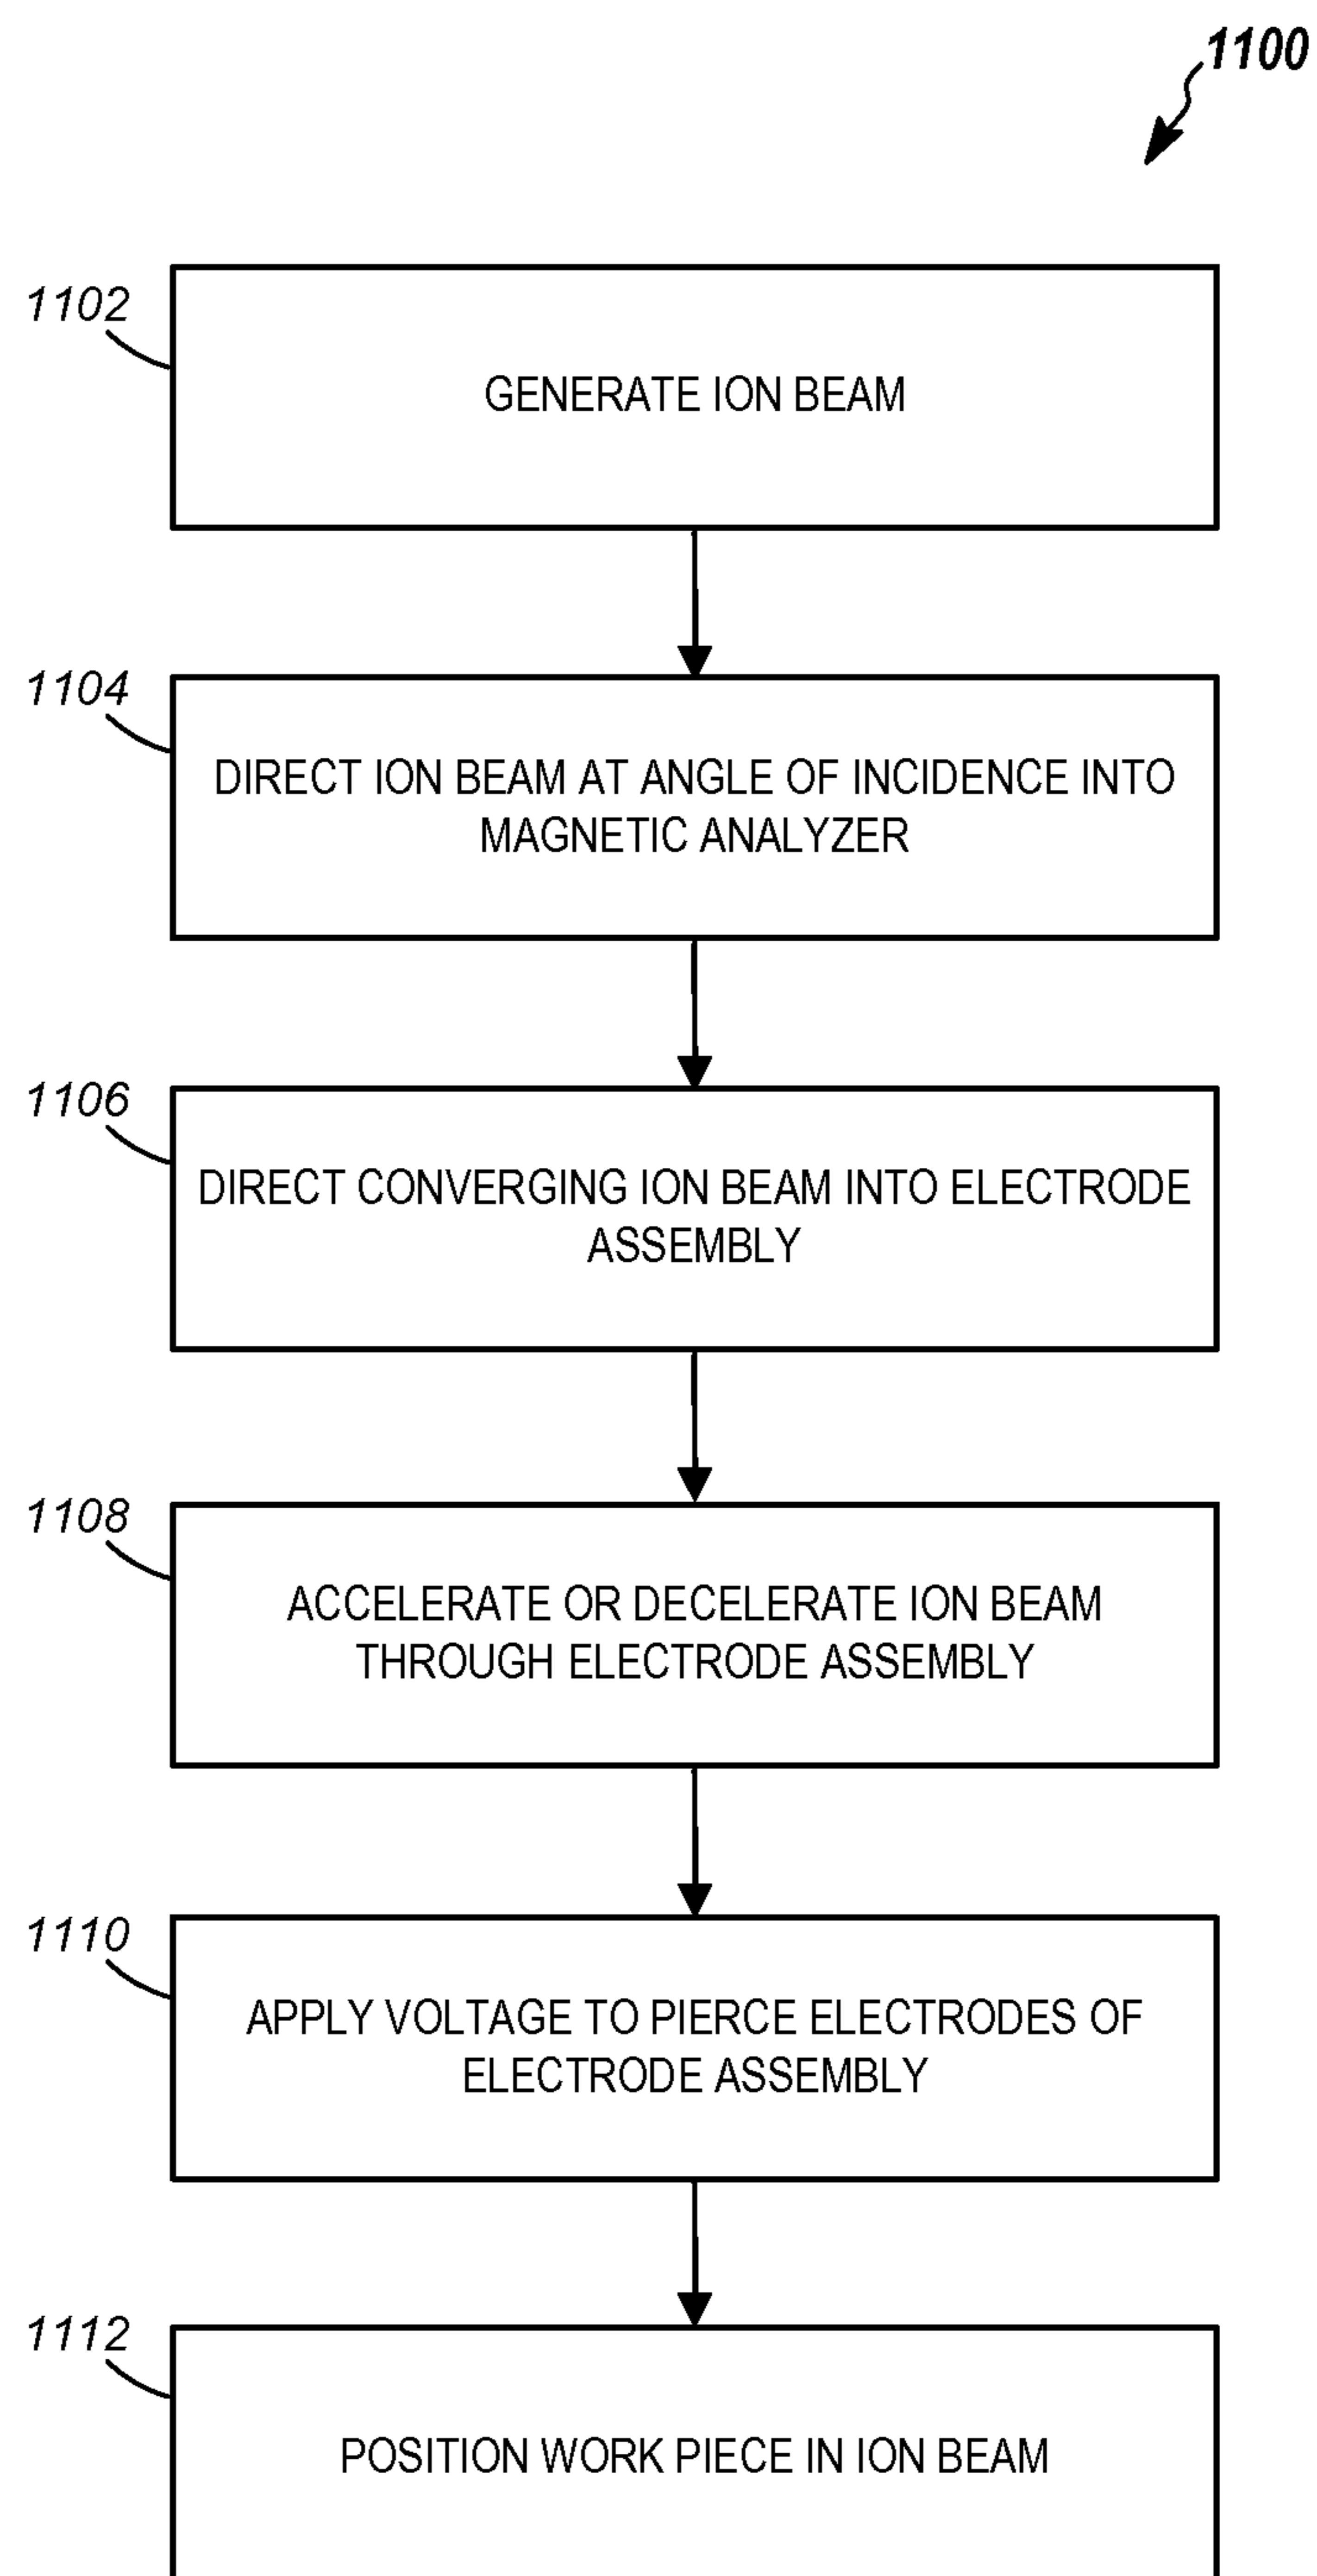 1100
1102
GENERATE ION BEAM
1104
DIRECT ION BEAM AT ANGLE OF INCIDENCE INTO
MAGNETIC ANALYZER
1106
DIRECT CONVERGING ION BEAM INTO ELECTRODE
ASSEMBLY
1108
ACCELERATE OR DECELERATE ION BEAM
THROUGH ELECTRODE ASSEMBLY
1110
APPLY VOLTAGE TO PIERCE ELECTRODES OF
ELECTRODE ASSEMBLY
1112
POSITION WORK PIECE IN ION BEAM